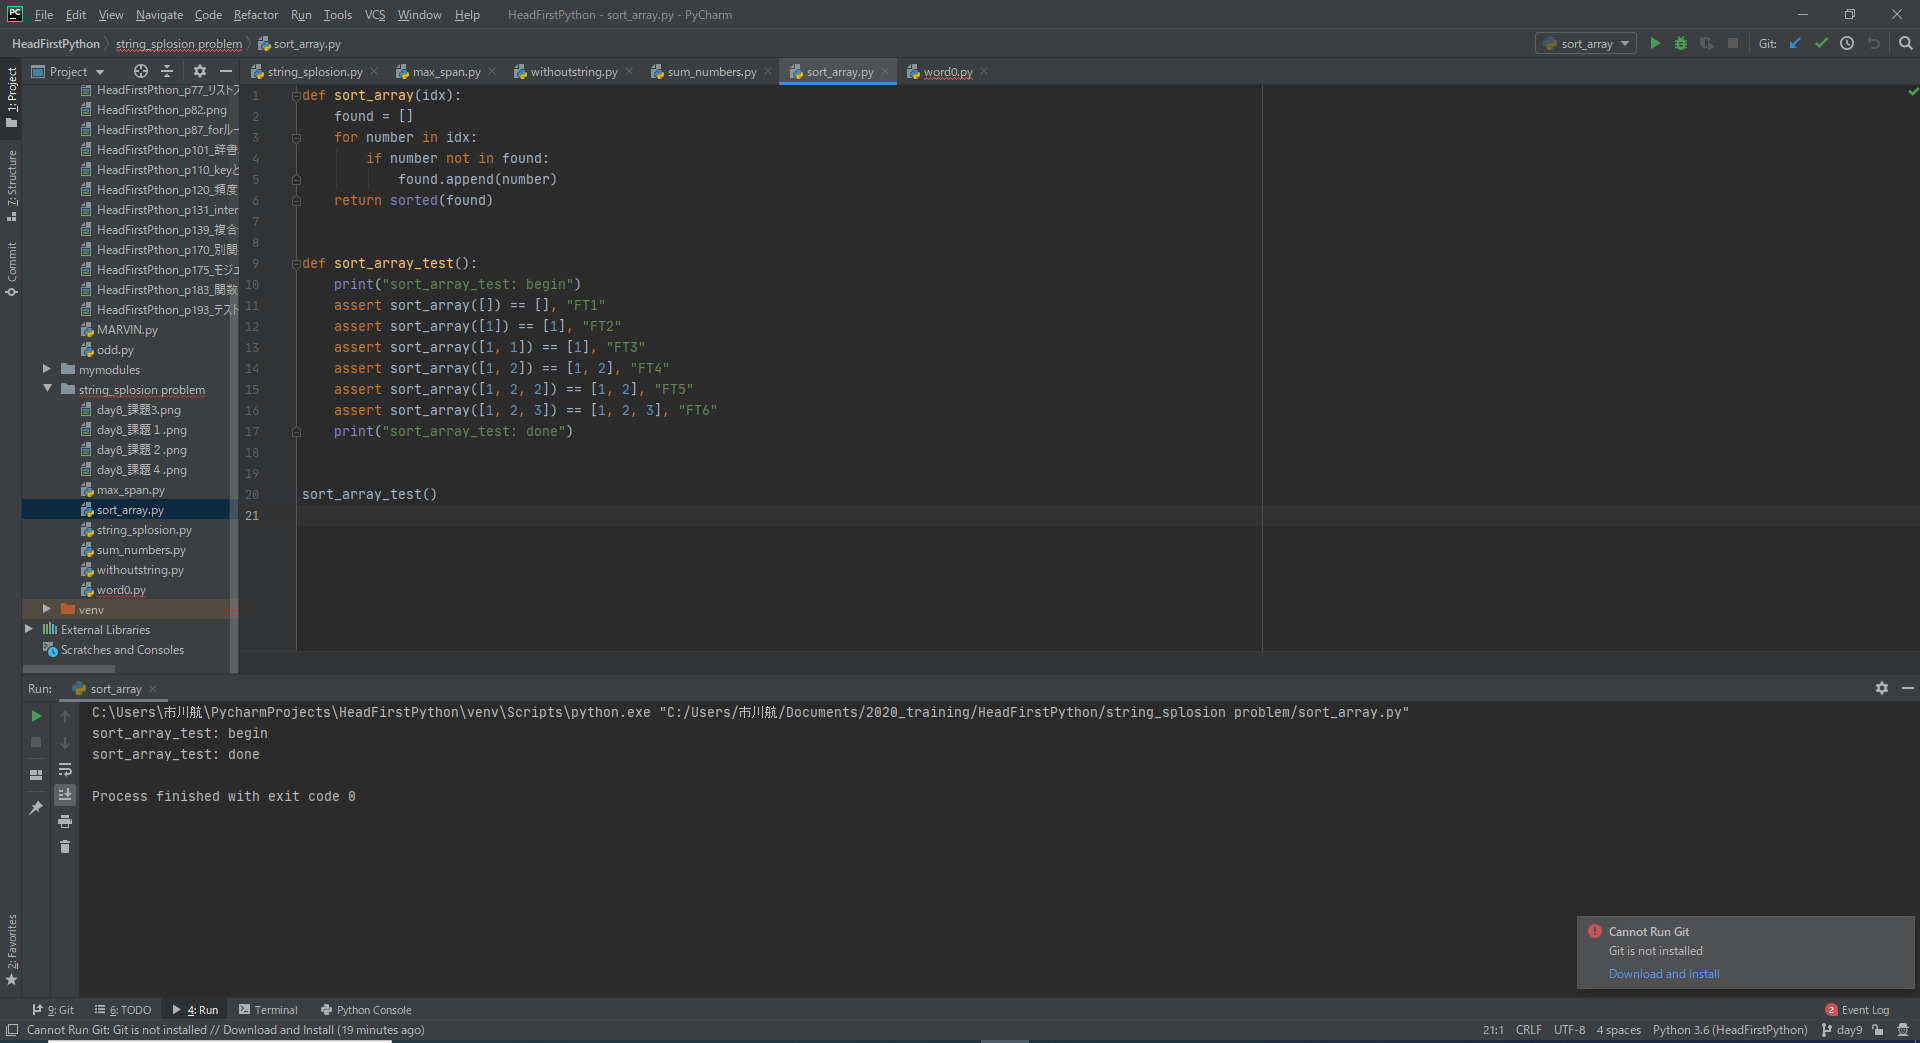 PC File Edit View Navigate Code Refactor Run Tools VCS Window Help HeadFirstPython - sort_array.py - PyCharm
HeadFirstPython string_splosion problem sort_array.py sort_array Git:
Project string_splosion.py max_span.py withoutstring.py sum_numbers.py sort_array.py word0.py
1: Project
7: Structure
Commit
2: Favorites
HeadFirstPthon_p77_リスト
HeadFirstPthon_p82.png
HeadFirstPthon_p87_forルー
HeadFirstPthon_p101_辞書
HeadFirstPthon_p110_keyと
HeadFirstPthon_p120_頻度
HeadFirstPthon_p131_inter
HeadFirstPthon_p139_複合
HeadFirstPthon_p170_別関
HeadFirstPthon_p175_モジュ
HeadFirstPthon_p183_関数
HeadFirstPthon_p193_テスト
MARVIN.py
odd.py
mymodules
string_splosion problem
day8_課題3.png
day8_課題１.png
day8_課題２.png
day8_課題４.png
max_span.py
sort_array.py
string_splosion.py
sum_numbers.py
withoutstring.py
word0.py
venv
External Libraries
Scratches and Consoles
1 def sort_array(idx):
2 found = []
3 for number in idx:
4 if number not in found:
5 found.append(number)
6 return sorted(found)
7
8
9 def sort_array_test():
10 print("sort_array_test: begin")
11 assert sort_array([]) == [], "FT1"
12 assert sort_array([1]) == [1], "FT2"
13 assert sort_array([1, 1]) == [1], "FT3"
14 assert sort_array([1, 2]) == [1, 2], "FT4"
15 assert sort_array([1, 2, 2]) == [1, 2], "FT5"
16 assert sort_array([1, 2, 3]) == [1, 2, 3], "FT6"
17 print("sort_array_test: done")
18
19
20 sort_array_test()
21
Run: sort_array
C:\Users\市川航\PycharmProjects\HeadFirstPython\venv\Scripts\python.exe "C:/Users/市川航/Documents/2020_training/HeadFirstPython/string_splosion problem/sort_array.py"
sort_array_test: begin
sort_array_test: done
Process finished with exit code 0
Cannot Run Git
Git is not installed
Download and Install
9: Git 6: TODO 4: Run Terminal Python Console 2 Event Log
Cannot Run Git: Git is not installed // Download and Install (19 minutes ago) 21:1 CRLF UTF-8 4 spaces Python 3.6 (HeadFirstPython) day9